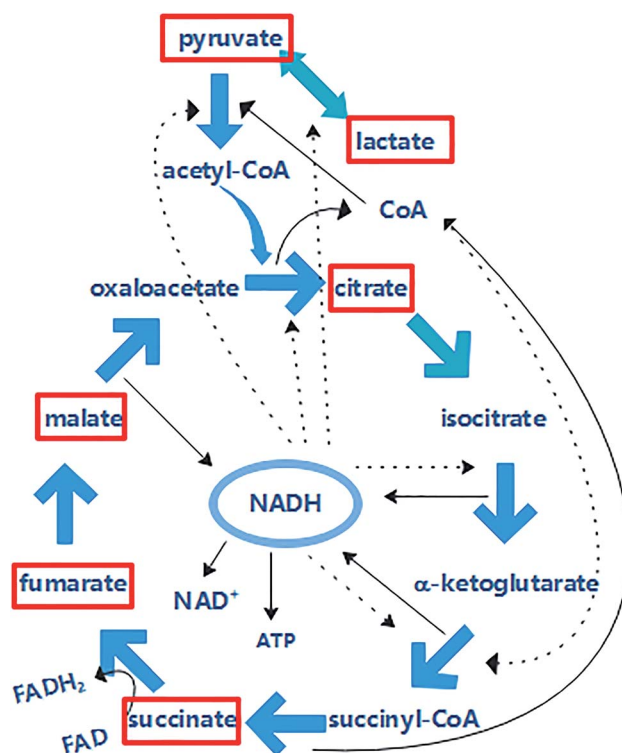 pyruvate
lactate
acetyl-CoA
CoA
oxaloacetate
citrate
malate
isocitrate
NADH
fumarate
α-ketoglutarate
NAD⁺
ATP
FADH₂
FAD
succinate
succinyl-CoA